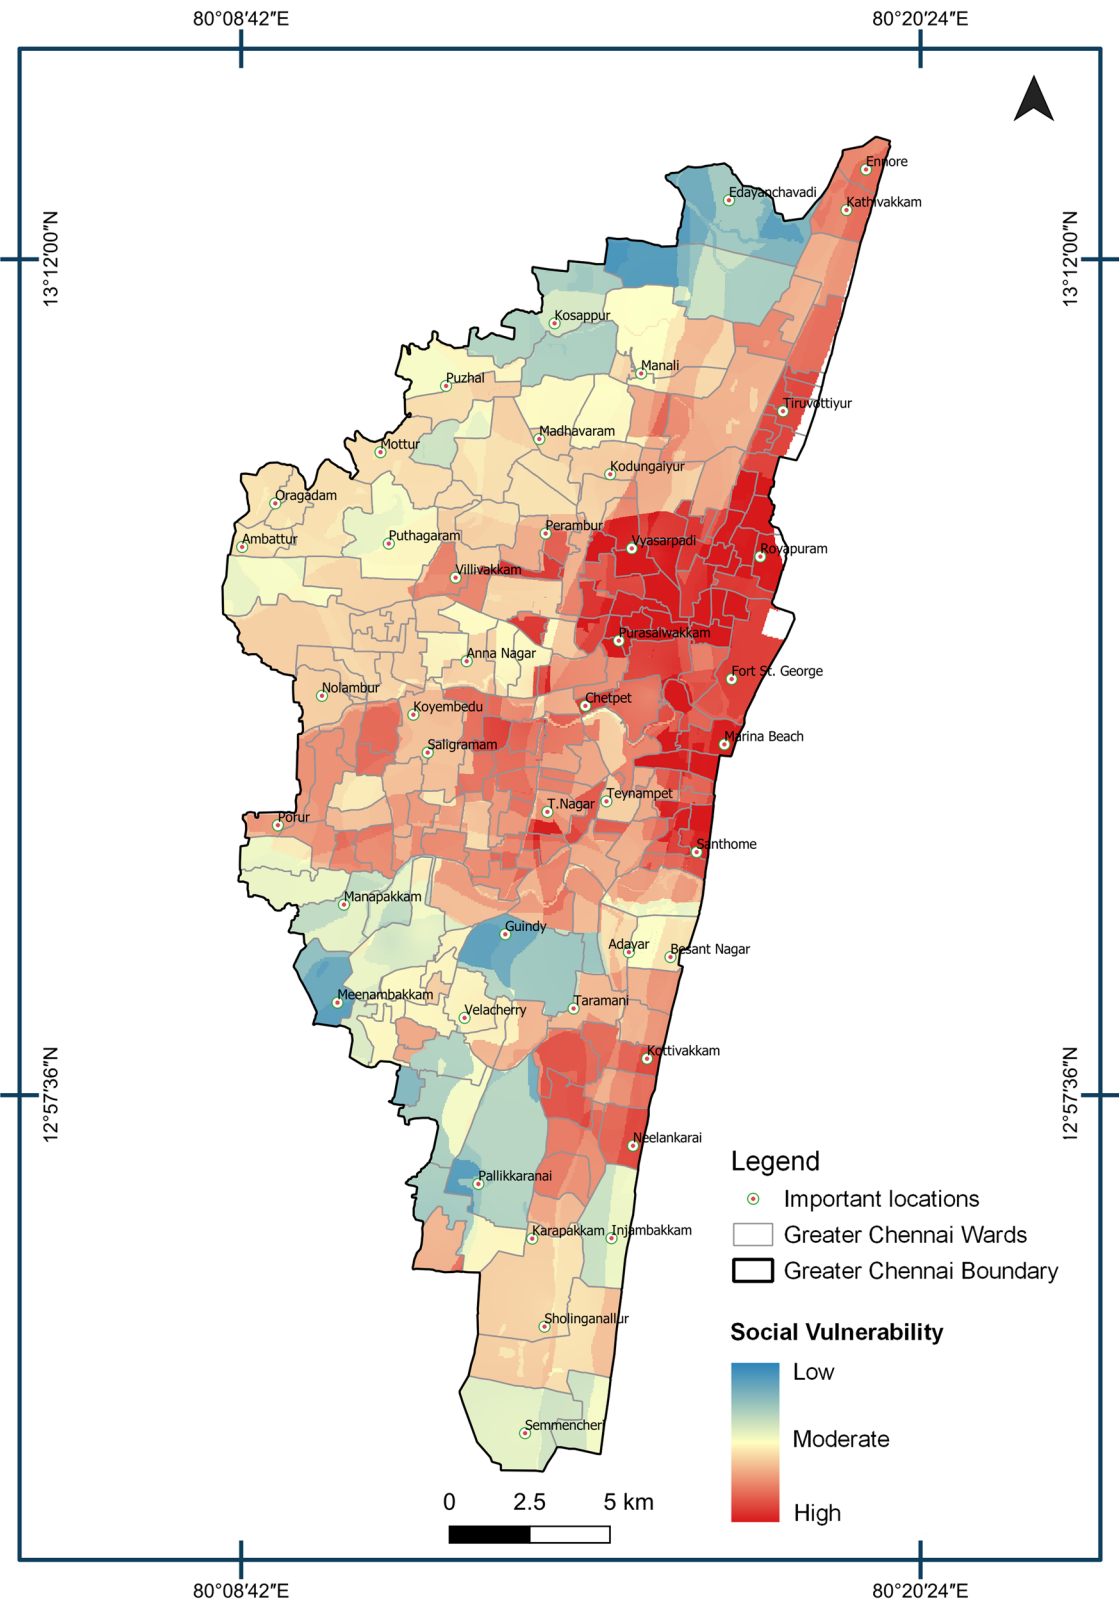 80°08′42″E
80°20′24″E
Ennore
Edayanchavadi
Kathivakkam
13°12′00″N
13°12′00″N
Kosappur
Manali
Puzhal
Tiruvottiyur
Madhavaram
Mottur
Kodungaiyur
Oragadam
Perambur
Ambattur
Puthagaram
Vyasarpadi
Royapuram
Villivakkam
Purasaiwakkam
Anna Nagar
Fort St. George
Nolambur
Chetpet
Koyembedu
Marina Beach
Saligramam
Teynampet
T.Nagar
Porur
Santhome
Manapakkam
Guindy
Adayar
Besant Nagar
Meenambakkam
Taramani
Velacherry
Kottivakkam
12°57′36″N
12°57′36″N
Neelankarai
Legend
Pallikkaranai
Important locations
Karapakkam
Injambakkam
Greater Chennai Wards
Greater Chennai Boundary
Sholinganallur
Social Vulnerability
Low
Semmencheri
Moderate
0 2.5 5 km
High
80°08′42″E
80°20′24″E